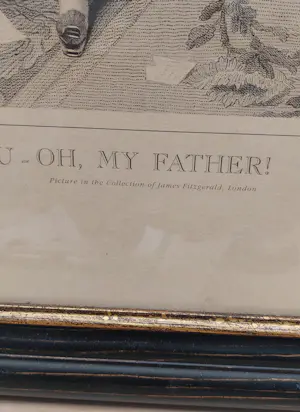 U - OH, MY FATHER!
Picture in the Collection of James Fitzgerald, London